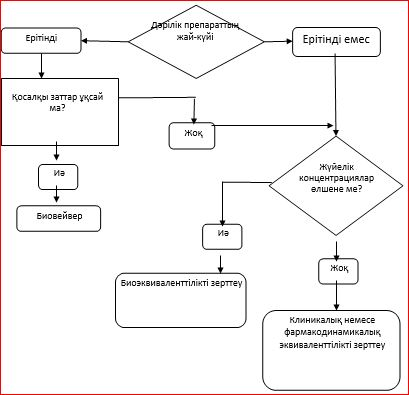 Дәрілік препараттың
жай-күйі
Ерітінді
Ерітінді емес
Қосалқы заттар ұқсай
ма?
Жоқ
Иә
Биовейвер
Жүйелік
концентрациялар
өлшене ме?
Иә
Жоқ
Биоэквиваленттілікті зерттеу
Клиникалық немесе
фармакодинамикалық
эквиваленттілікті зерттеу